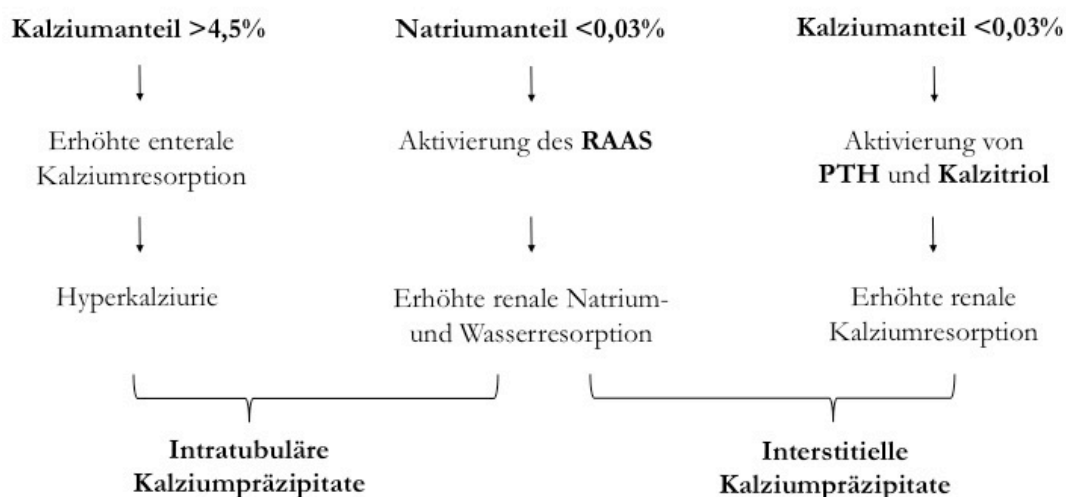 Kalziumanteil >4,5%
Natriumanteil <0,03%
Kalziumanteil <0,03%
Erhöhte enterale
Kalziumresorption
Aktivierung des RAAS
Aktivierung von
PTH und Kalzitriol
Hyperkalziurie
Erhöhte renale Natrium-
und Wasserresorption
Erhöhte renale
Kalziumresorption
Intratubuläre
Kalziumpräzipitate
Interstitielle
Kalziumpräzipitate